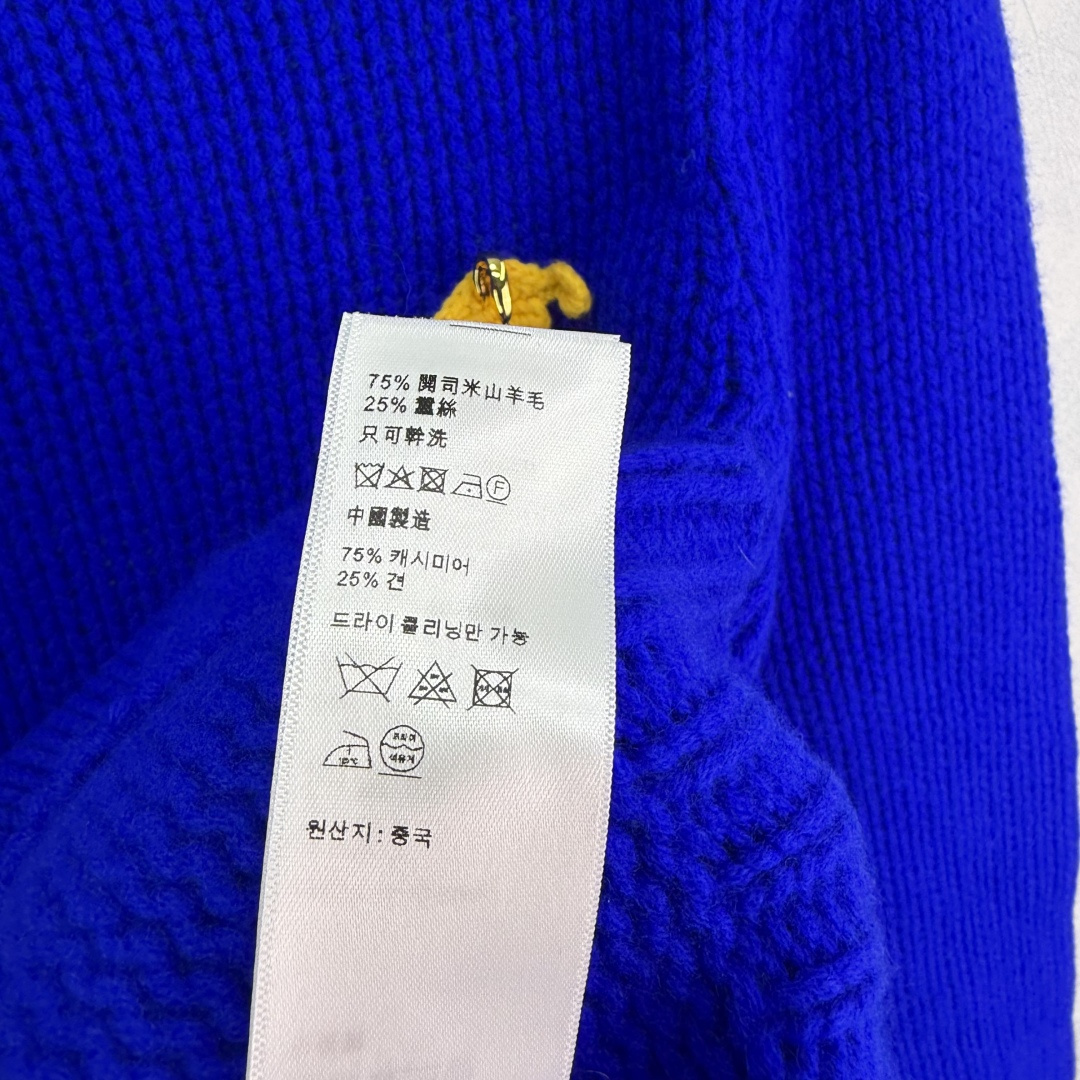 75% 開司米山羊毛
25% 蠶絲
只可幹洗
F
中國製造
75% 캐시미어
25% 견
드라이 클리닝만 가능
원산지: 중국